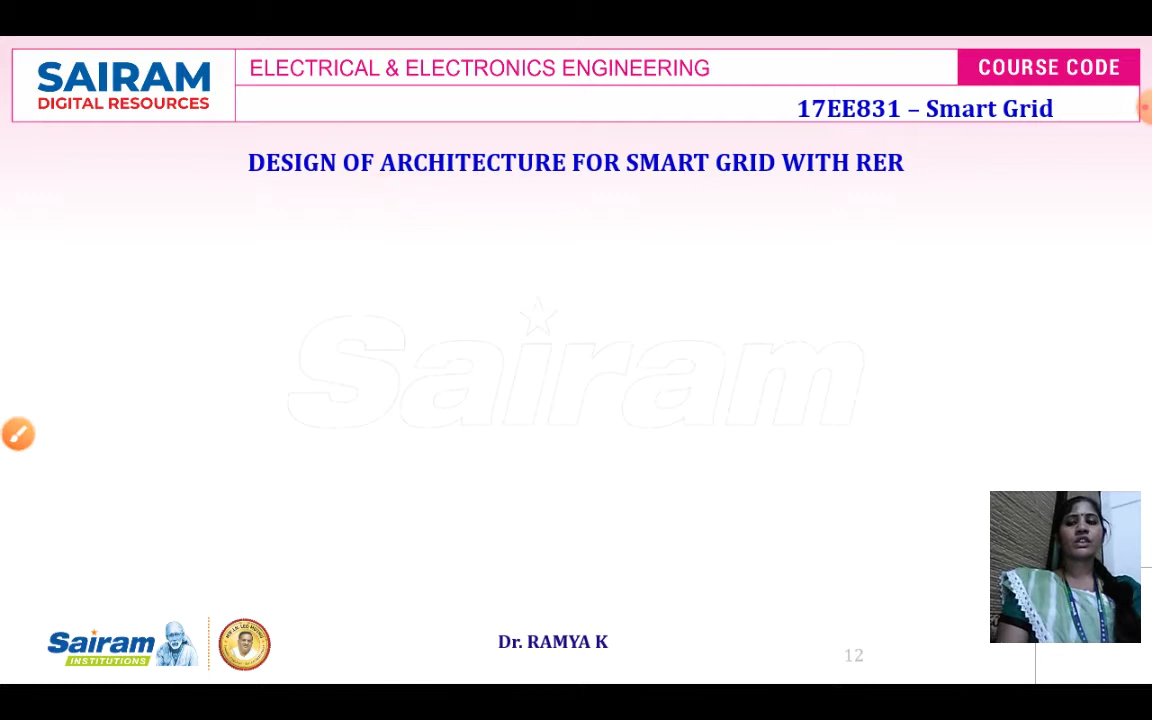 SAIRAM
DIGITAL RESOURCES
ELECTRICAL & ELECTRONICS ENGINEERING
COURSE CODE
17EE831 – Smart Grid
DESIGN OF ARCHITECTURE FOR SMART GRID WITH RER
Sairam
Sairam
INSTITUTIONS
Dr. RAMYA K
12